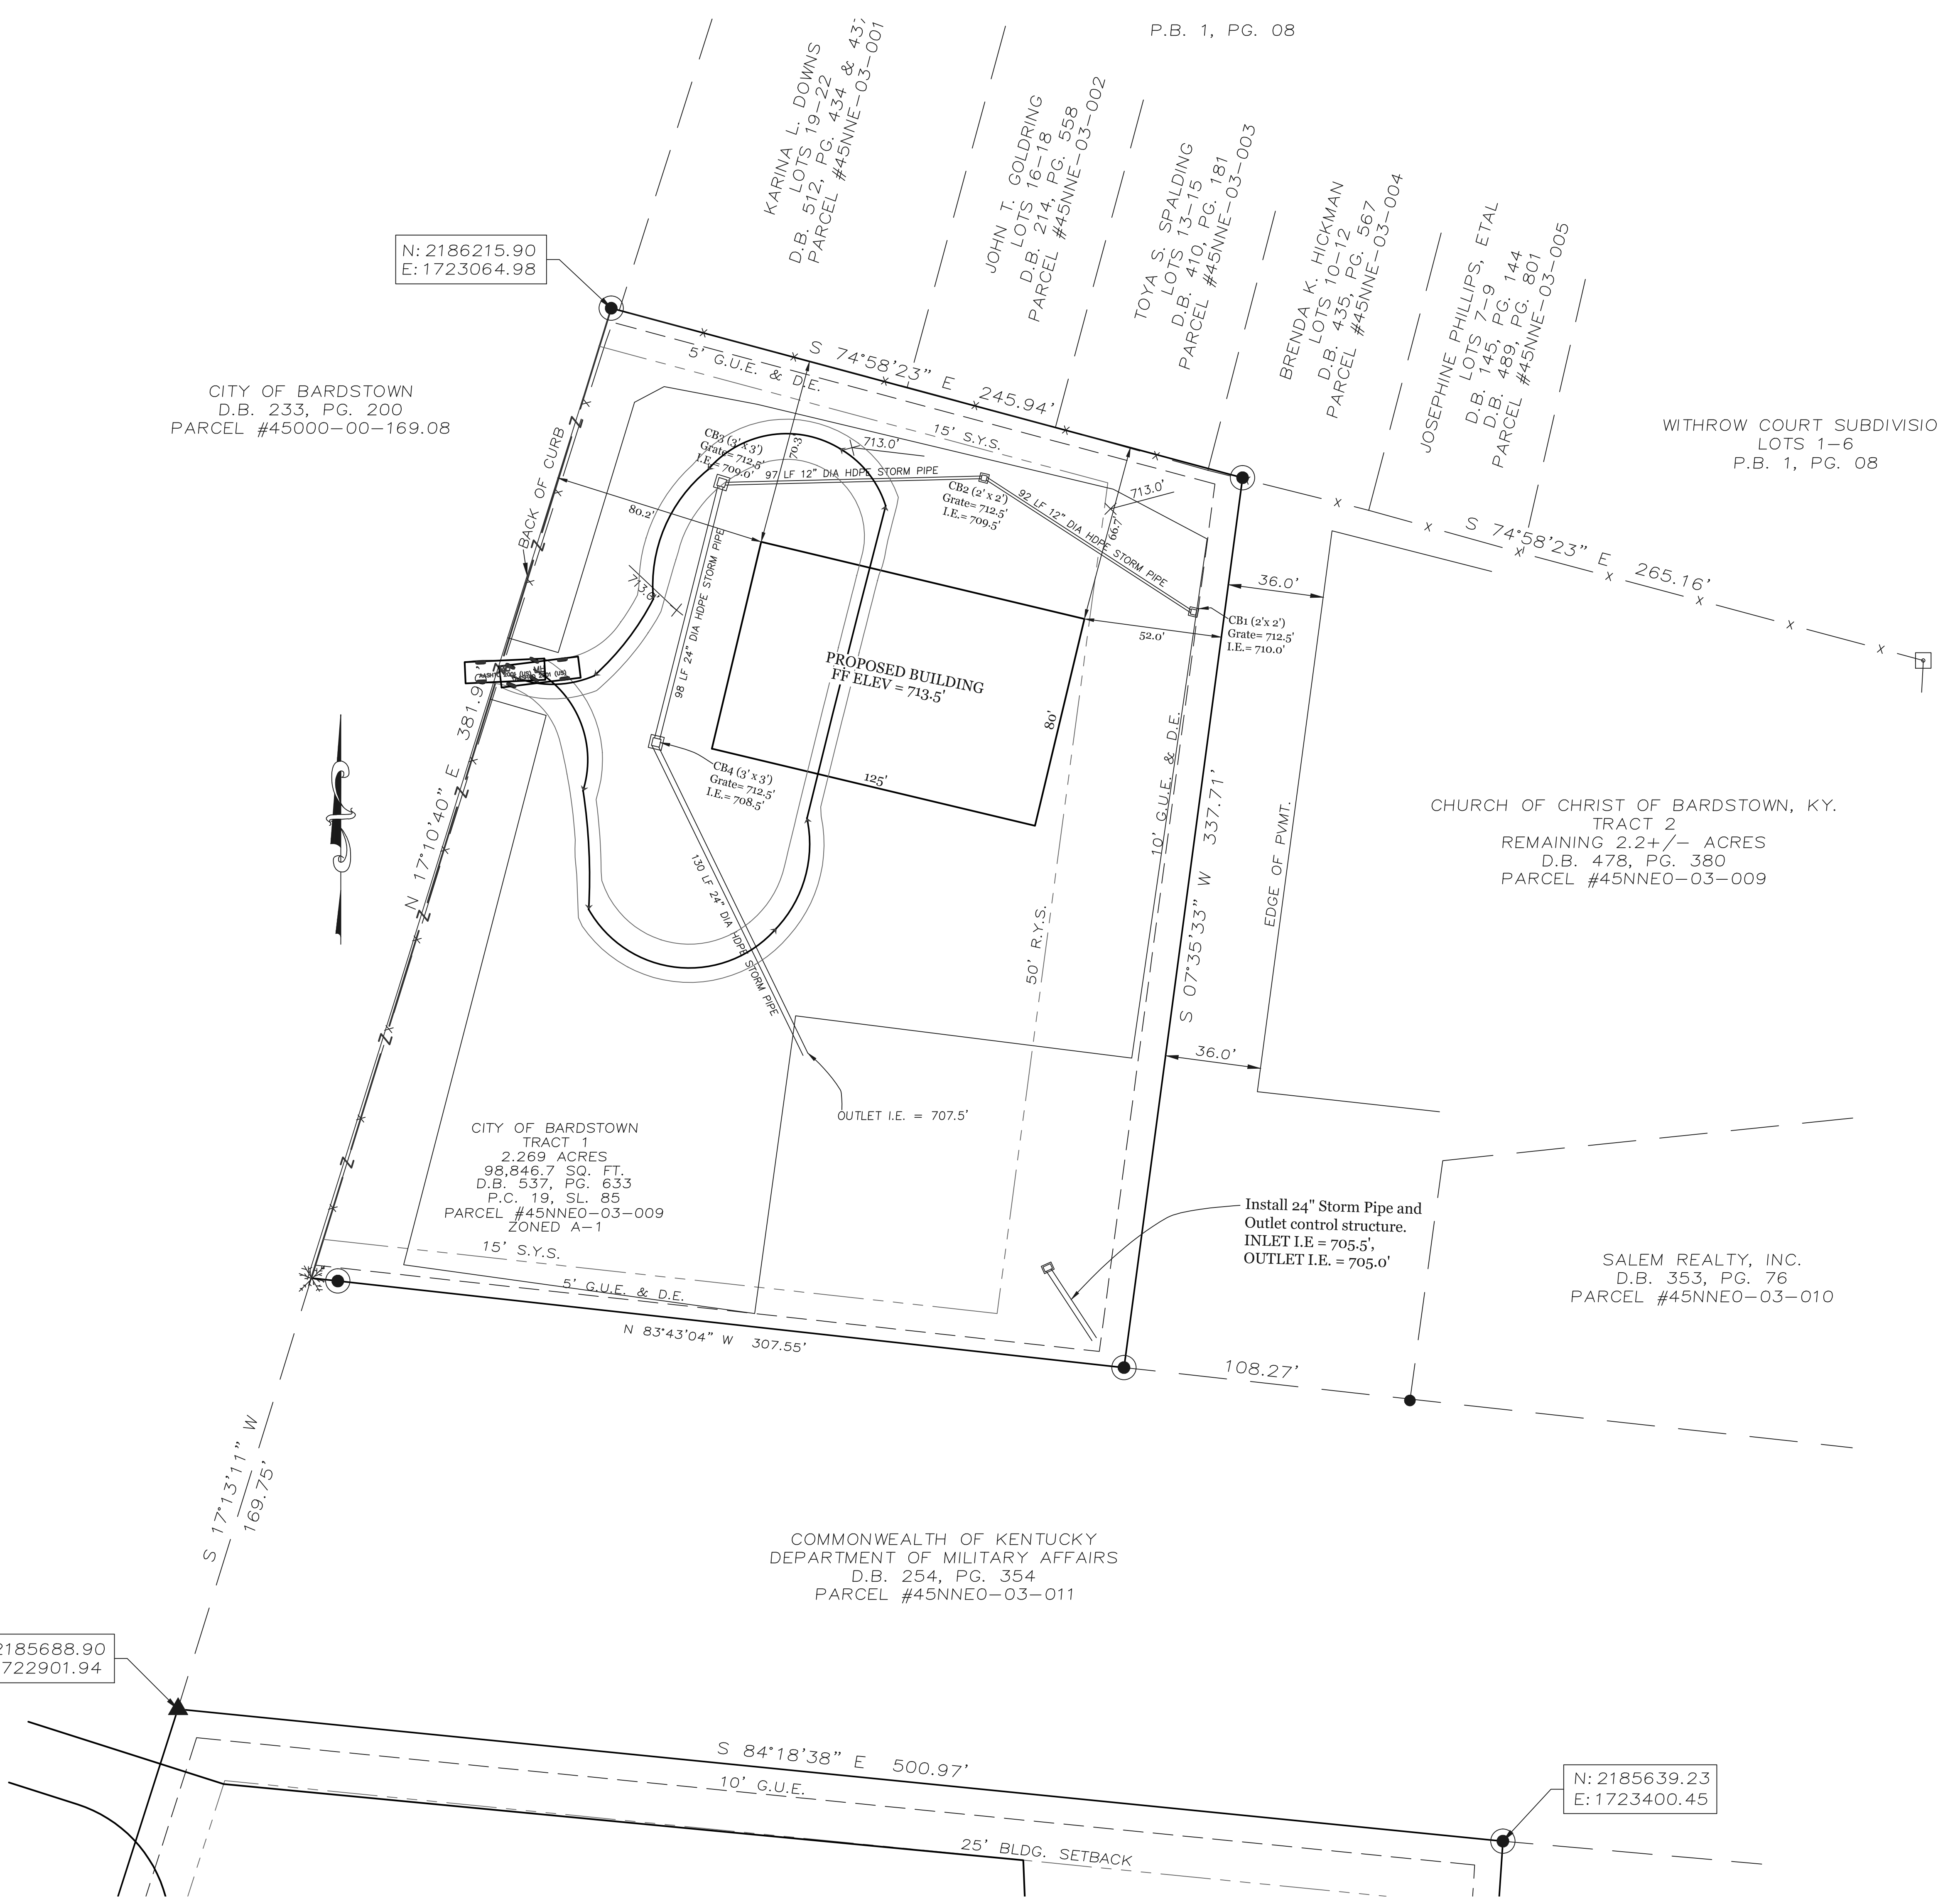 P.B. 1, PG. 08
KARINA L. DOWNS
LOTS 19-22
D.B. 512, PG. 434 & 437
PARCEL #45NNE-03-001
JOHN T. GOLDRING
LOTS 16-18
D.B. 214, PG. 558
PARCEL #45NNE-03-002
TOYA S. SPALDING
LOTS 13-15
D.B. 410, PG. 181
PARCEL #45NNE-03-003
BRENDA K. HICKMAN
LOTS 10-12
D.B. 435, PG. 567
PARCEL #45NNE-03-004
JOSEPHINE PHILLIPS, ETAL
LOTS 7-9
D.B. 145, PG. 144
D.B. 489, PG. 801
PARCEL #45NNE-03-005
WITHROW COURT SUBDIVISIO
LOTS 1-6
P.B. 1, PG. 08
N: 2186215.90
E: 1723064.98
CITY OF BARDSTOWN
D.B. 233, PG. 200
PARCEL #45000-00-169.08
S 74°58'23" E 245.94'
5' G.U.E. & D.E.
15' S.Y.S.
S 74°58'23" E 265.16'
BACK OF CURB
CB3 (3' x 3')
Grate= 712.5'
I.E.= 709.0'
70.3'
713.0'
97 LF 12" DIA HDPE STORM PIPE
CB2 (2' x 2')
Grate= 712.5'
I.E.= 709.5'
92 LF 12" DIA HDPE STORM PIPE
713.0'
66.7'
80.2'
36.0'
CB1 (2'x 2')
Grate= 712.5'
I.E.= 710.0'
52.0'
98 LF 24" DIA HDPE STORM PIPE
PROPOSED BUILDING
FF ELEV = 713.5'
80'
125'
CB4 (3' x 3')
Grate= 712.5'
I.E.= 708.5'
N 17°10'40" E 381.9
130 LF 24" DIA HDPE STORM PIPE
10' G.U.E. & D.E.
50' R.Y.S.
S 07°35'33" W 337.71'
EDGE OF PVMT.
36.0'
CHURCH OF CHRIST OF BARDSTOWN, KY.
TRACT 2
REMAINING 2.2+/- ACRES
D.B. 478, PG. 380
PARCEL #45NNE0-03-009
OUTLET I.E. = 707.5'
CITY OF BARDSTOWN
TRACT 1
2.269 ACRES
98,846.7 SQ. FT.
D.B. 537, PG. 633
P.C. 19, SL. 85
PARCEL #45NNE0-03-009
ZONED A-1
15' S.Y.S.
5' G.U.E. & D.E.
N 83°43'04" W 307.55'
Install 24" Storm Pipe and
Outlet control structure.
INLET I.E = 705.5',
OUTLET I.E. = 705.0'
SALEM REALTY, INC.
D.B. 353, PG. 76
PARCEL #45NNE0-03-010
108.27'
S 17°13'11" W
169.75'
COMMONWEALTH OF KENTUCKY
DEPARTMENT OF MILITARY AFFAIRS
D.B. 254, PG. 354
PARCEL #45NNE0-03-011
2185688.90
722901.94
S 84°18'38" E 500.97'
10' G.U.E.
25' BLDG. SETBACK
N: 2185639.23
E: 1723400.45